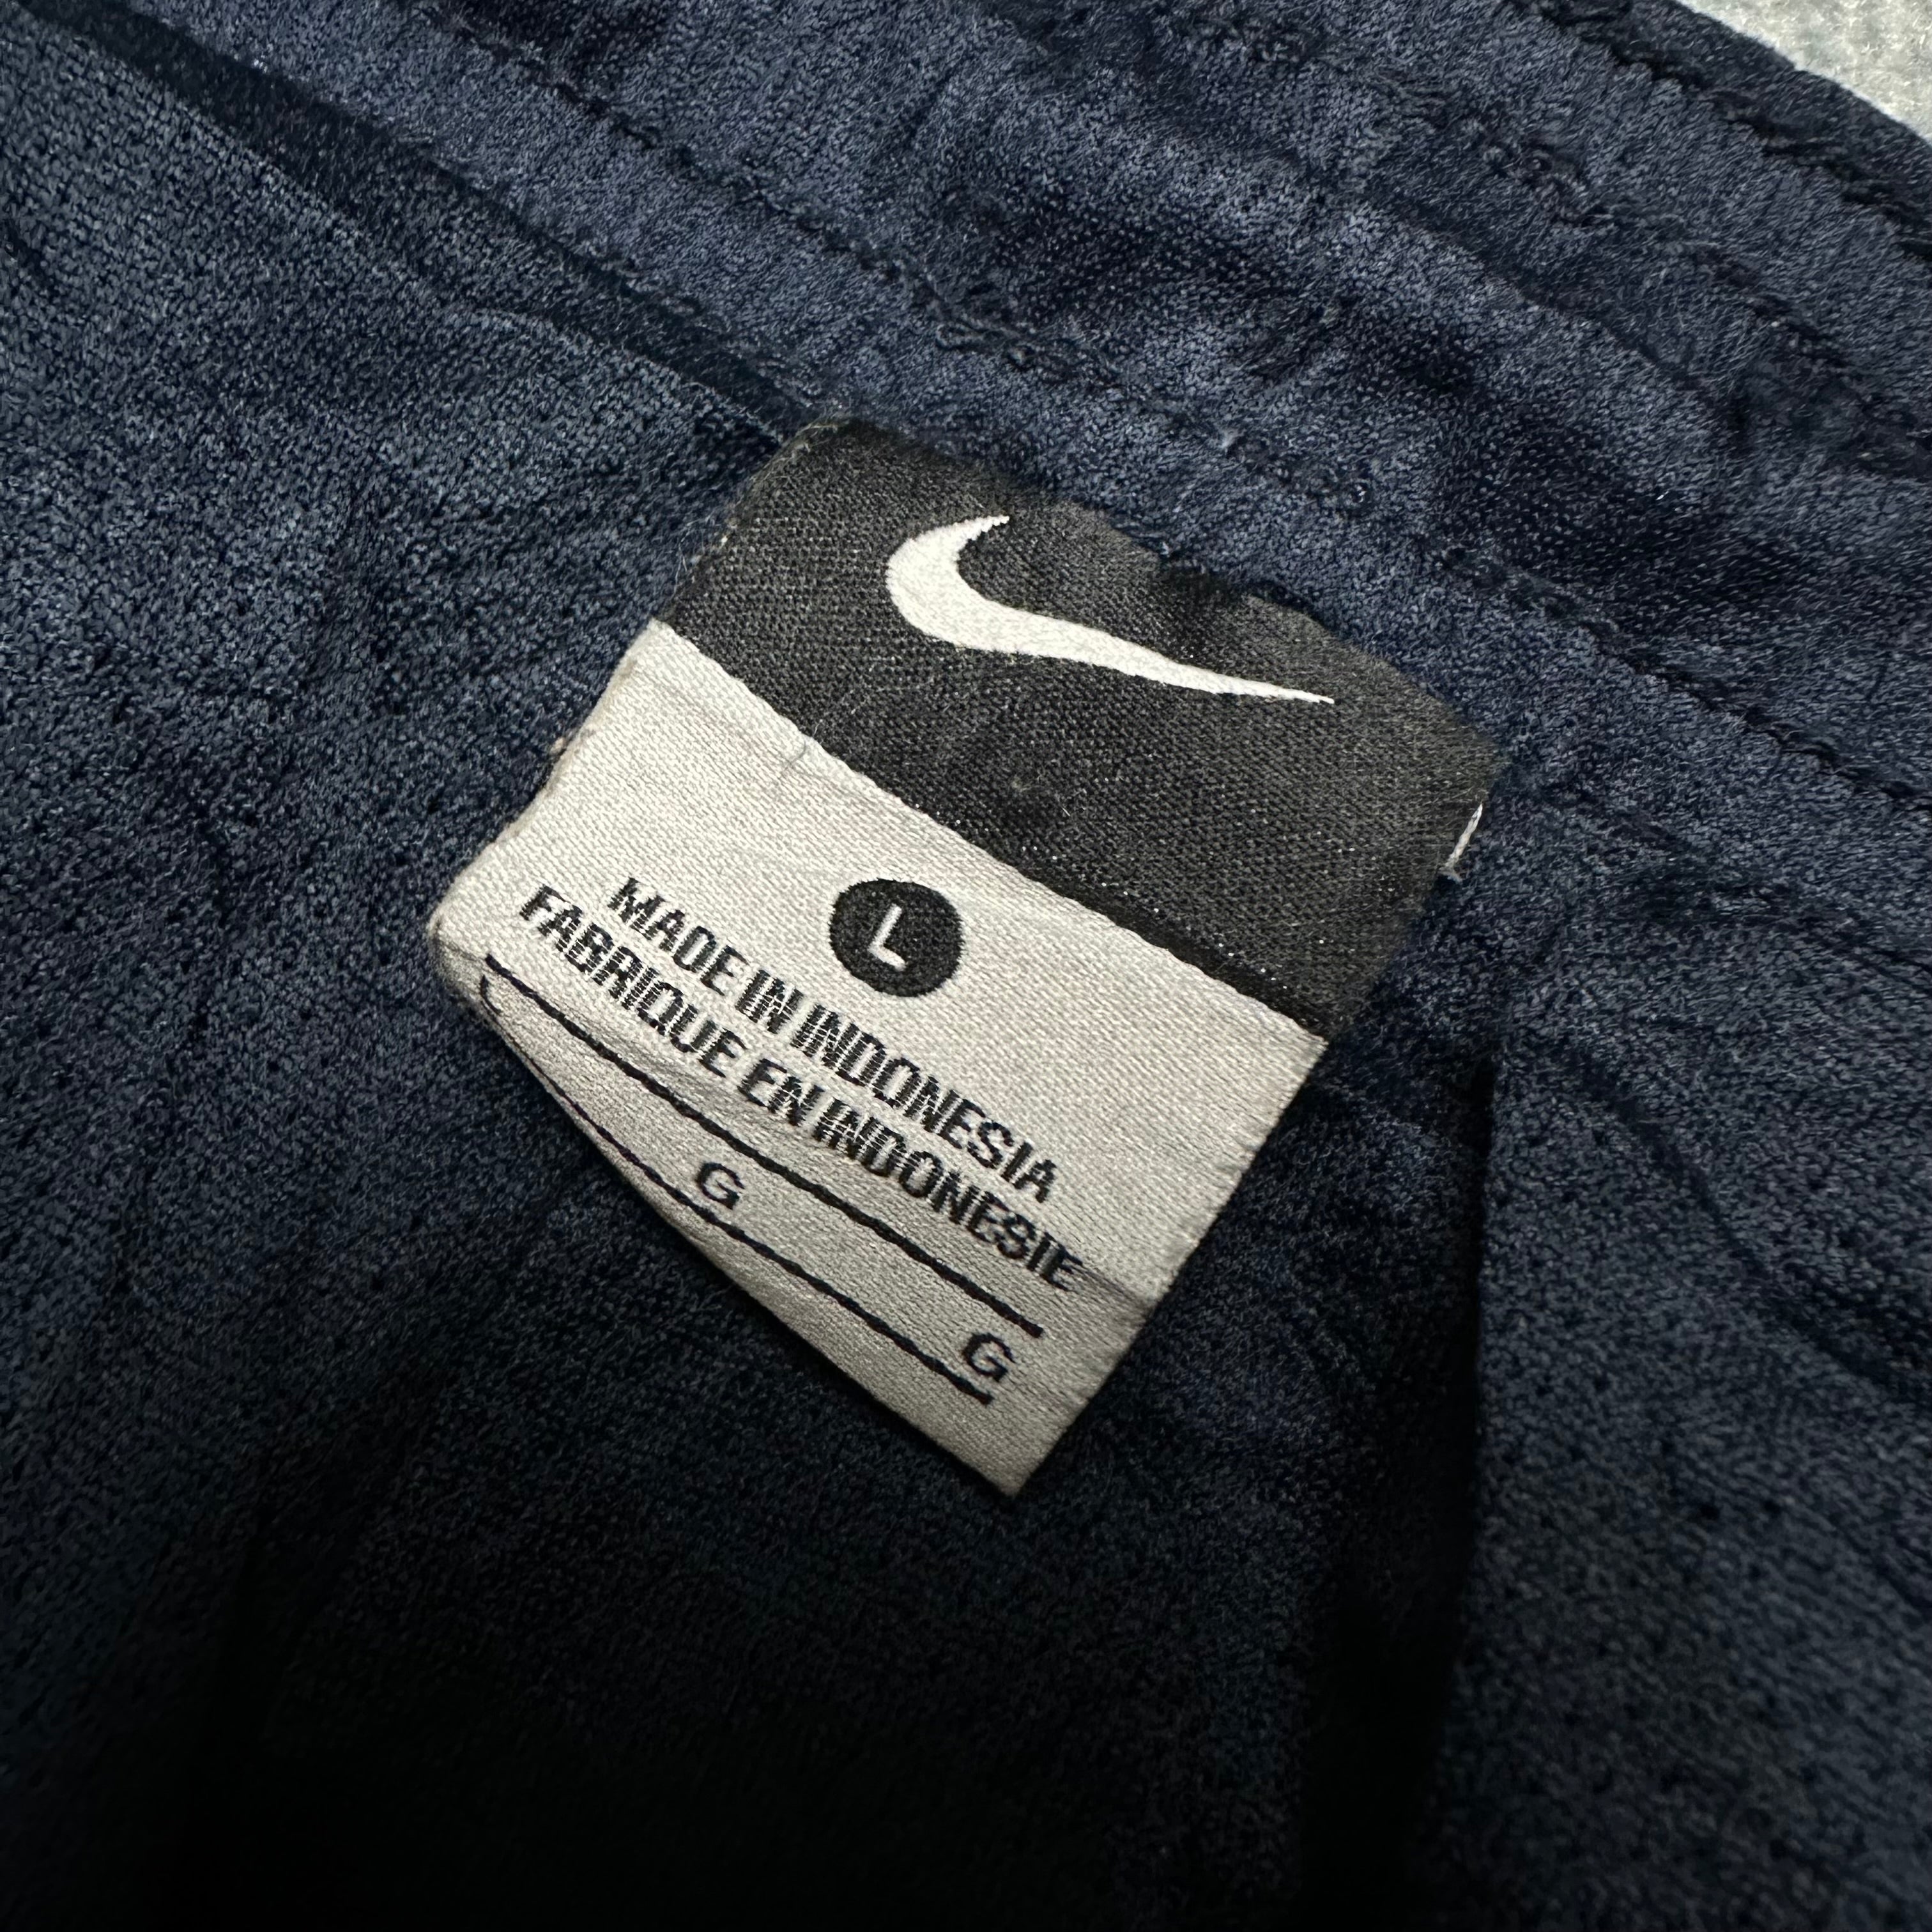 L
MADE IN INDONESIA
FABRIQUE EN INDONESIE
G G